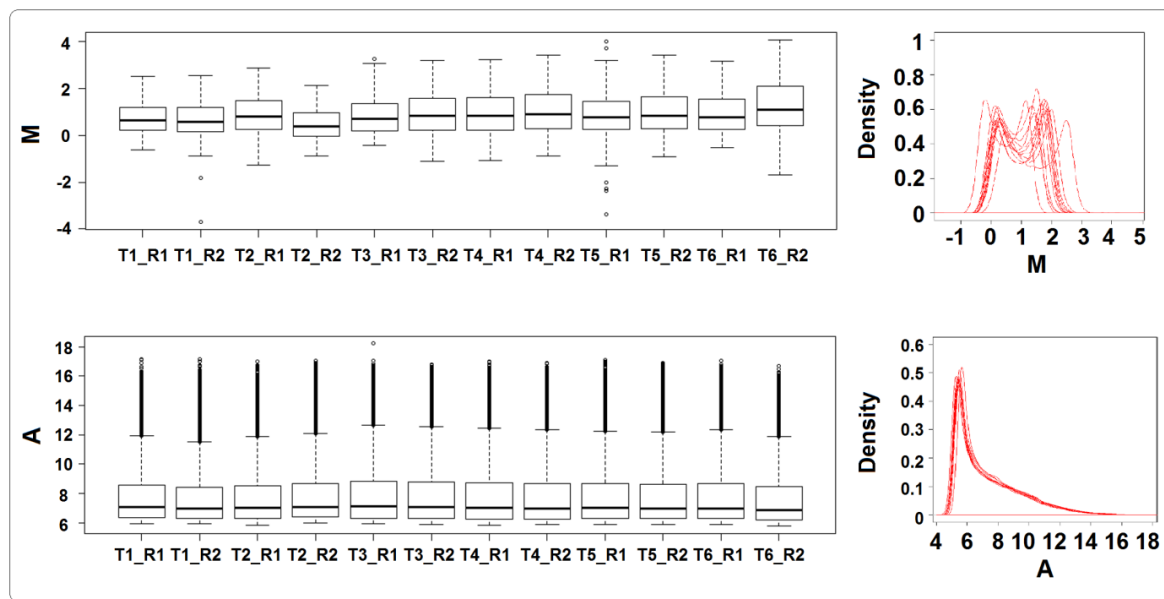 M
4
2
0
-2
-4
T1_R1 T1_R2 T2_R1 T2_R2 T3_R1 T3_R2 T4_R1 T4_R2 T5_R1 T5_R2 T6_R1 T6_R2
Density
1
0.8
0.6
0.4
0.2
0
-1 0 1 2 3 4 5
M
A
18
16
14
12
10
8
6
T1_R1 T1_R2 T2_R1 T2_R2 T3_R1 T3_R2 T4_R1 T4_R2 T5_R1 T5_R2 T6_R1 T6_R2
Density
0.6
0.5
0.4
0.3
0.2
0.1
0
4 6 8 10 12 14 16 18
A